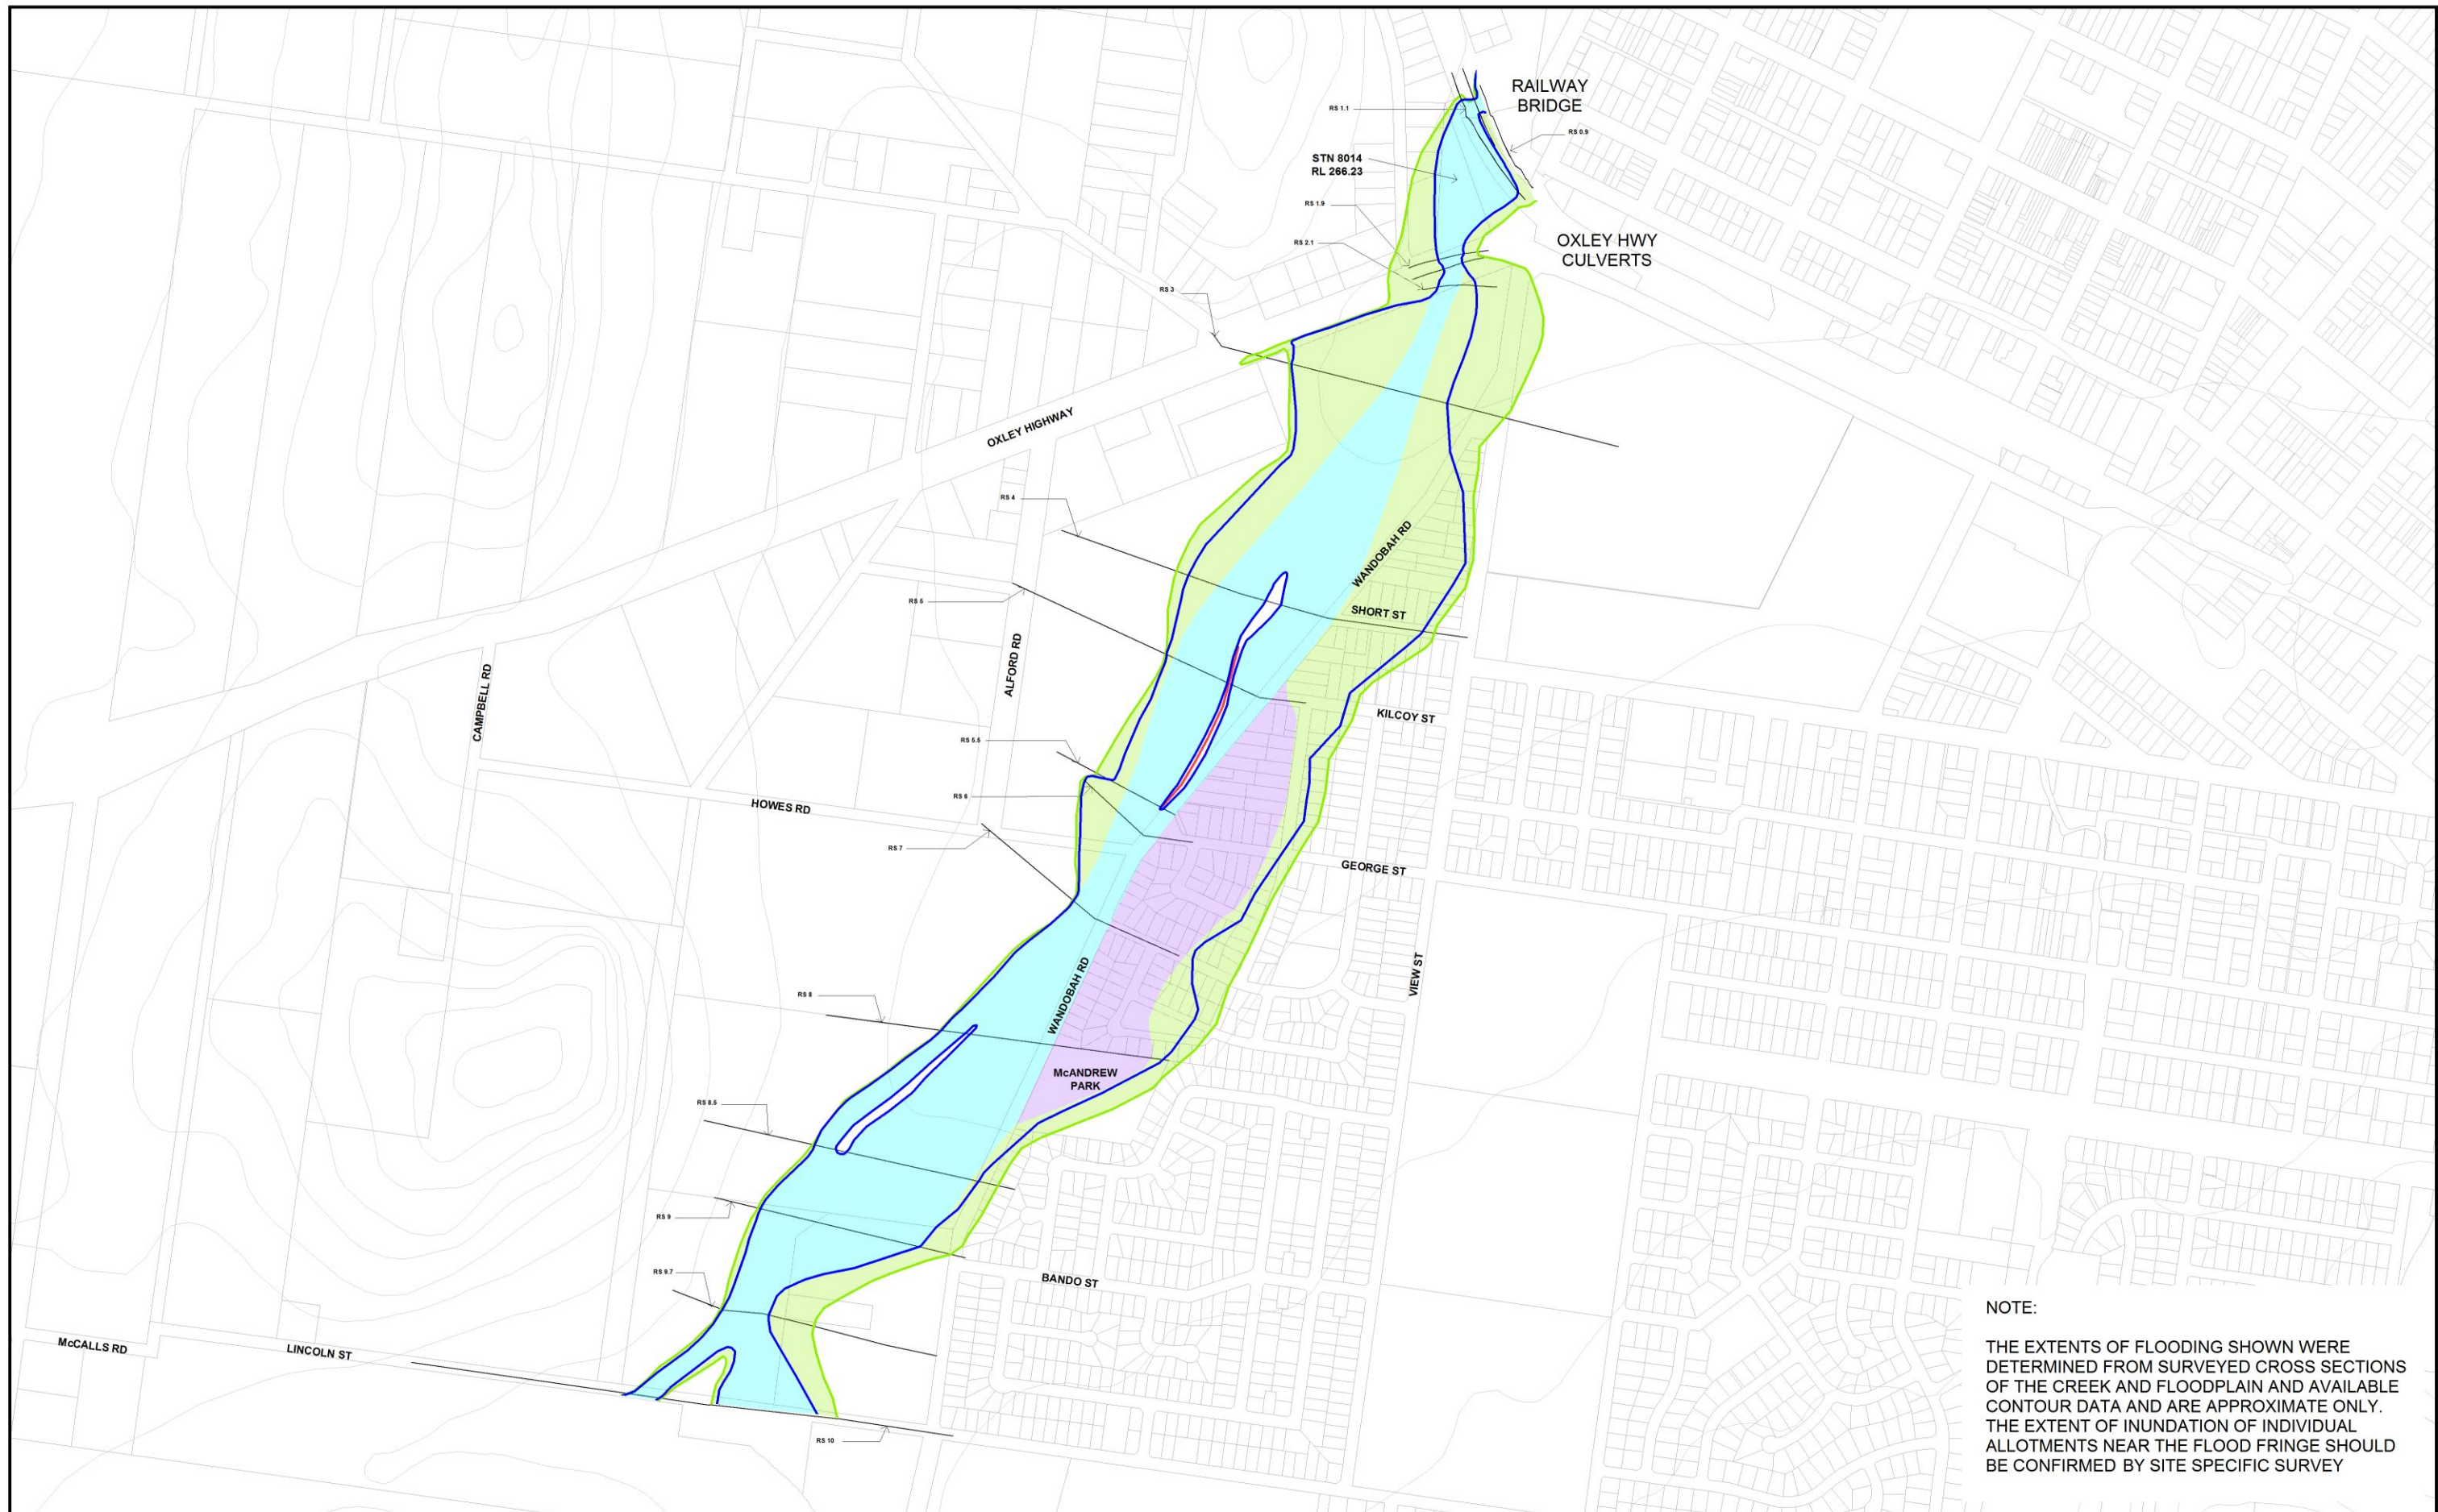 RAILWAY
BRIDGE
RS 1.1
RS 0.9
STN 8014
RL 266.23
RS 1.9
OXLEY HWY
CULVERTS
RS 2.1
RS 3
OXLEY HIGHWAY
RS 4
WANDOBAH RD
RS 5
SHORT ST
ALFORD RD
CAMPBELL RD
KILCOY ST
RS 5.5
RS 6
HOWES RD
RS 7
GEORGE ST
VIEW ST
WANDOBAH RD
RS 8
McANDREW
PARK
RS 8.5
RS 9
RS 9.7
BANDO ST
McCALLS RD
LINCOLN ST
RS 10
NOTE:
THE EXTENTS OF FLOODING SHOWN WERE
DETERMINED FROM SURVEYED CROSS SECTIONS
OF THE CREEK AND FLOODPLAIN AND AVAILABLE
CONTOUR DATA AND ARE APPROXIMATE ONLY.
THE EXTENT OF INUNDATION OF INDIVIDUAL
ALLOTMENTS NEAR THE FLOOD FRINGE SHOULD
BE CONFIRMED BY SITE SPECIFIC SURVEY